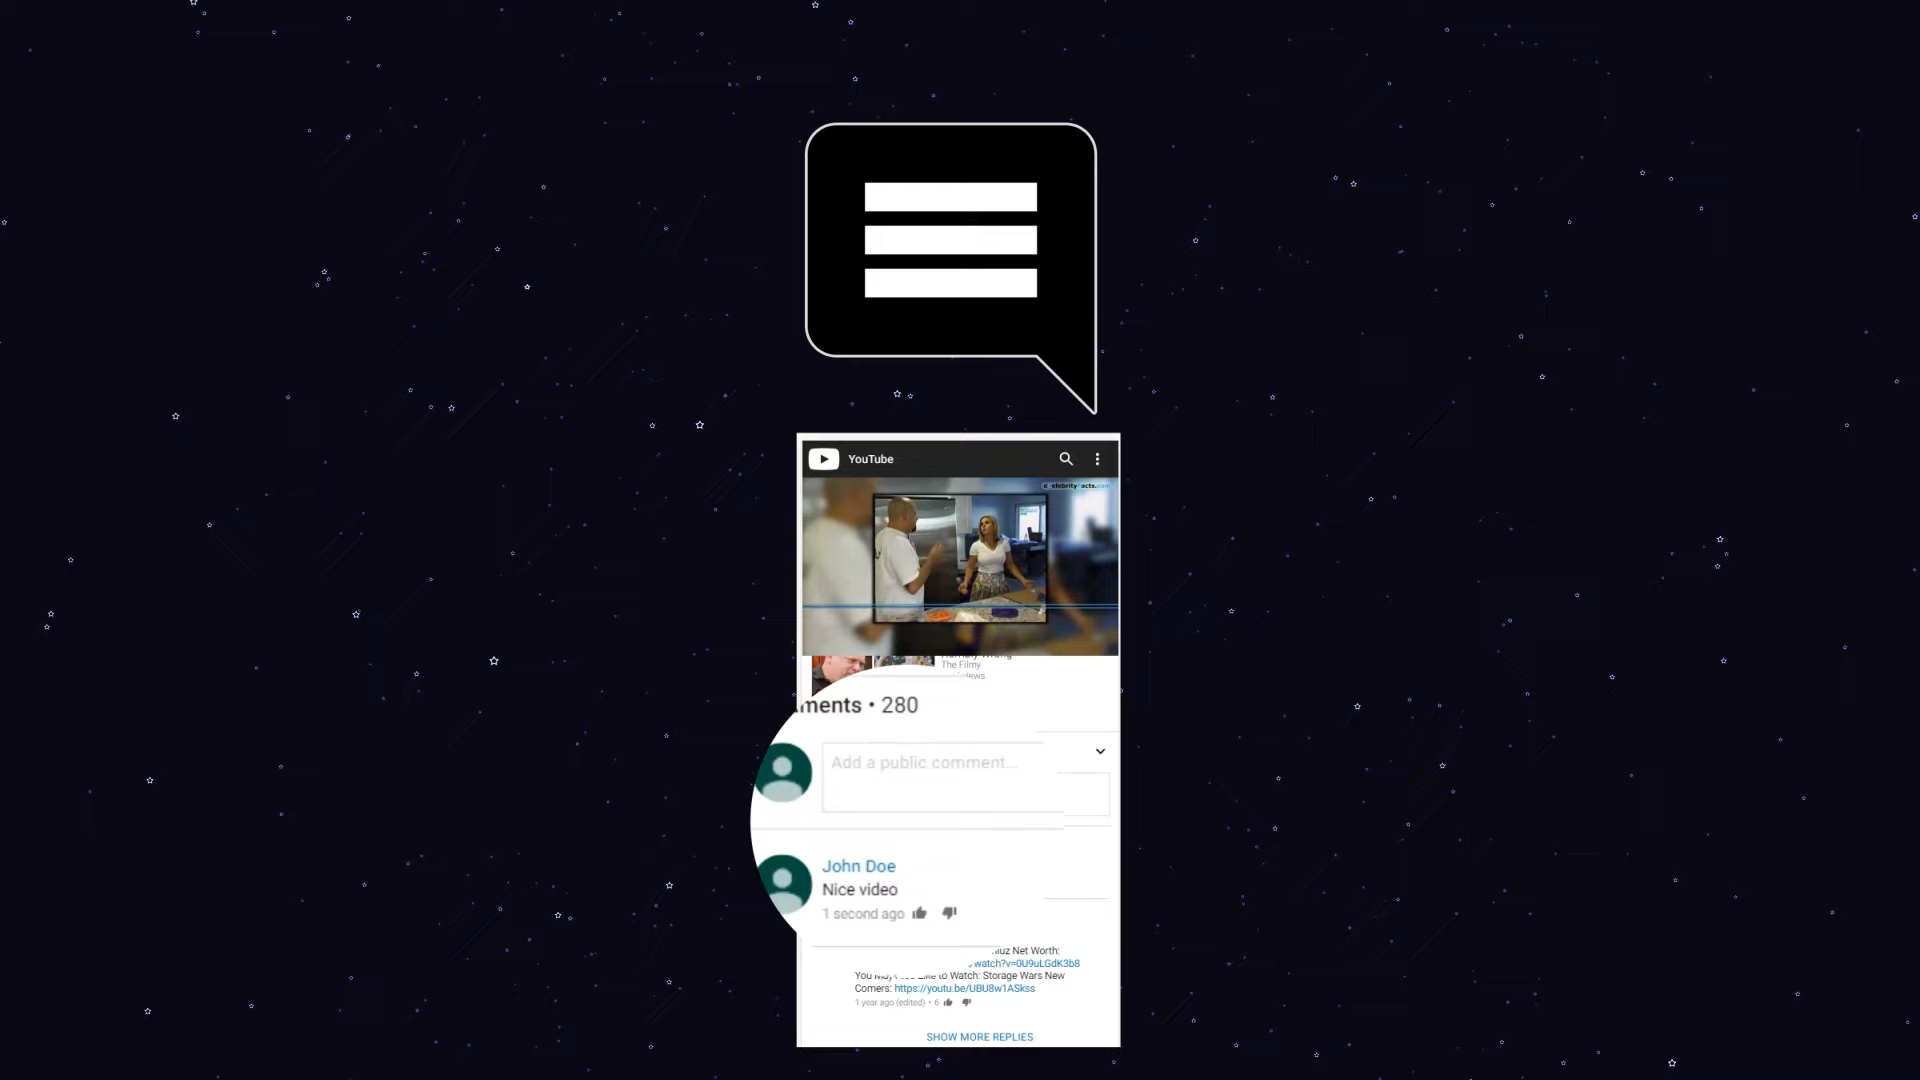 YouTube
The Filmy
ments • 280
Add a public comment...
John Doe
Nice video
1 second ago
Net Worth:
watch?v=0U9uLGdK3b8
You to Watch: Storage Wars New
Comers: https://youtu.be/UBU8w1ASkss
1 year ago (edited) • 6
SHOW MORE REPLIES